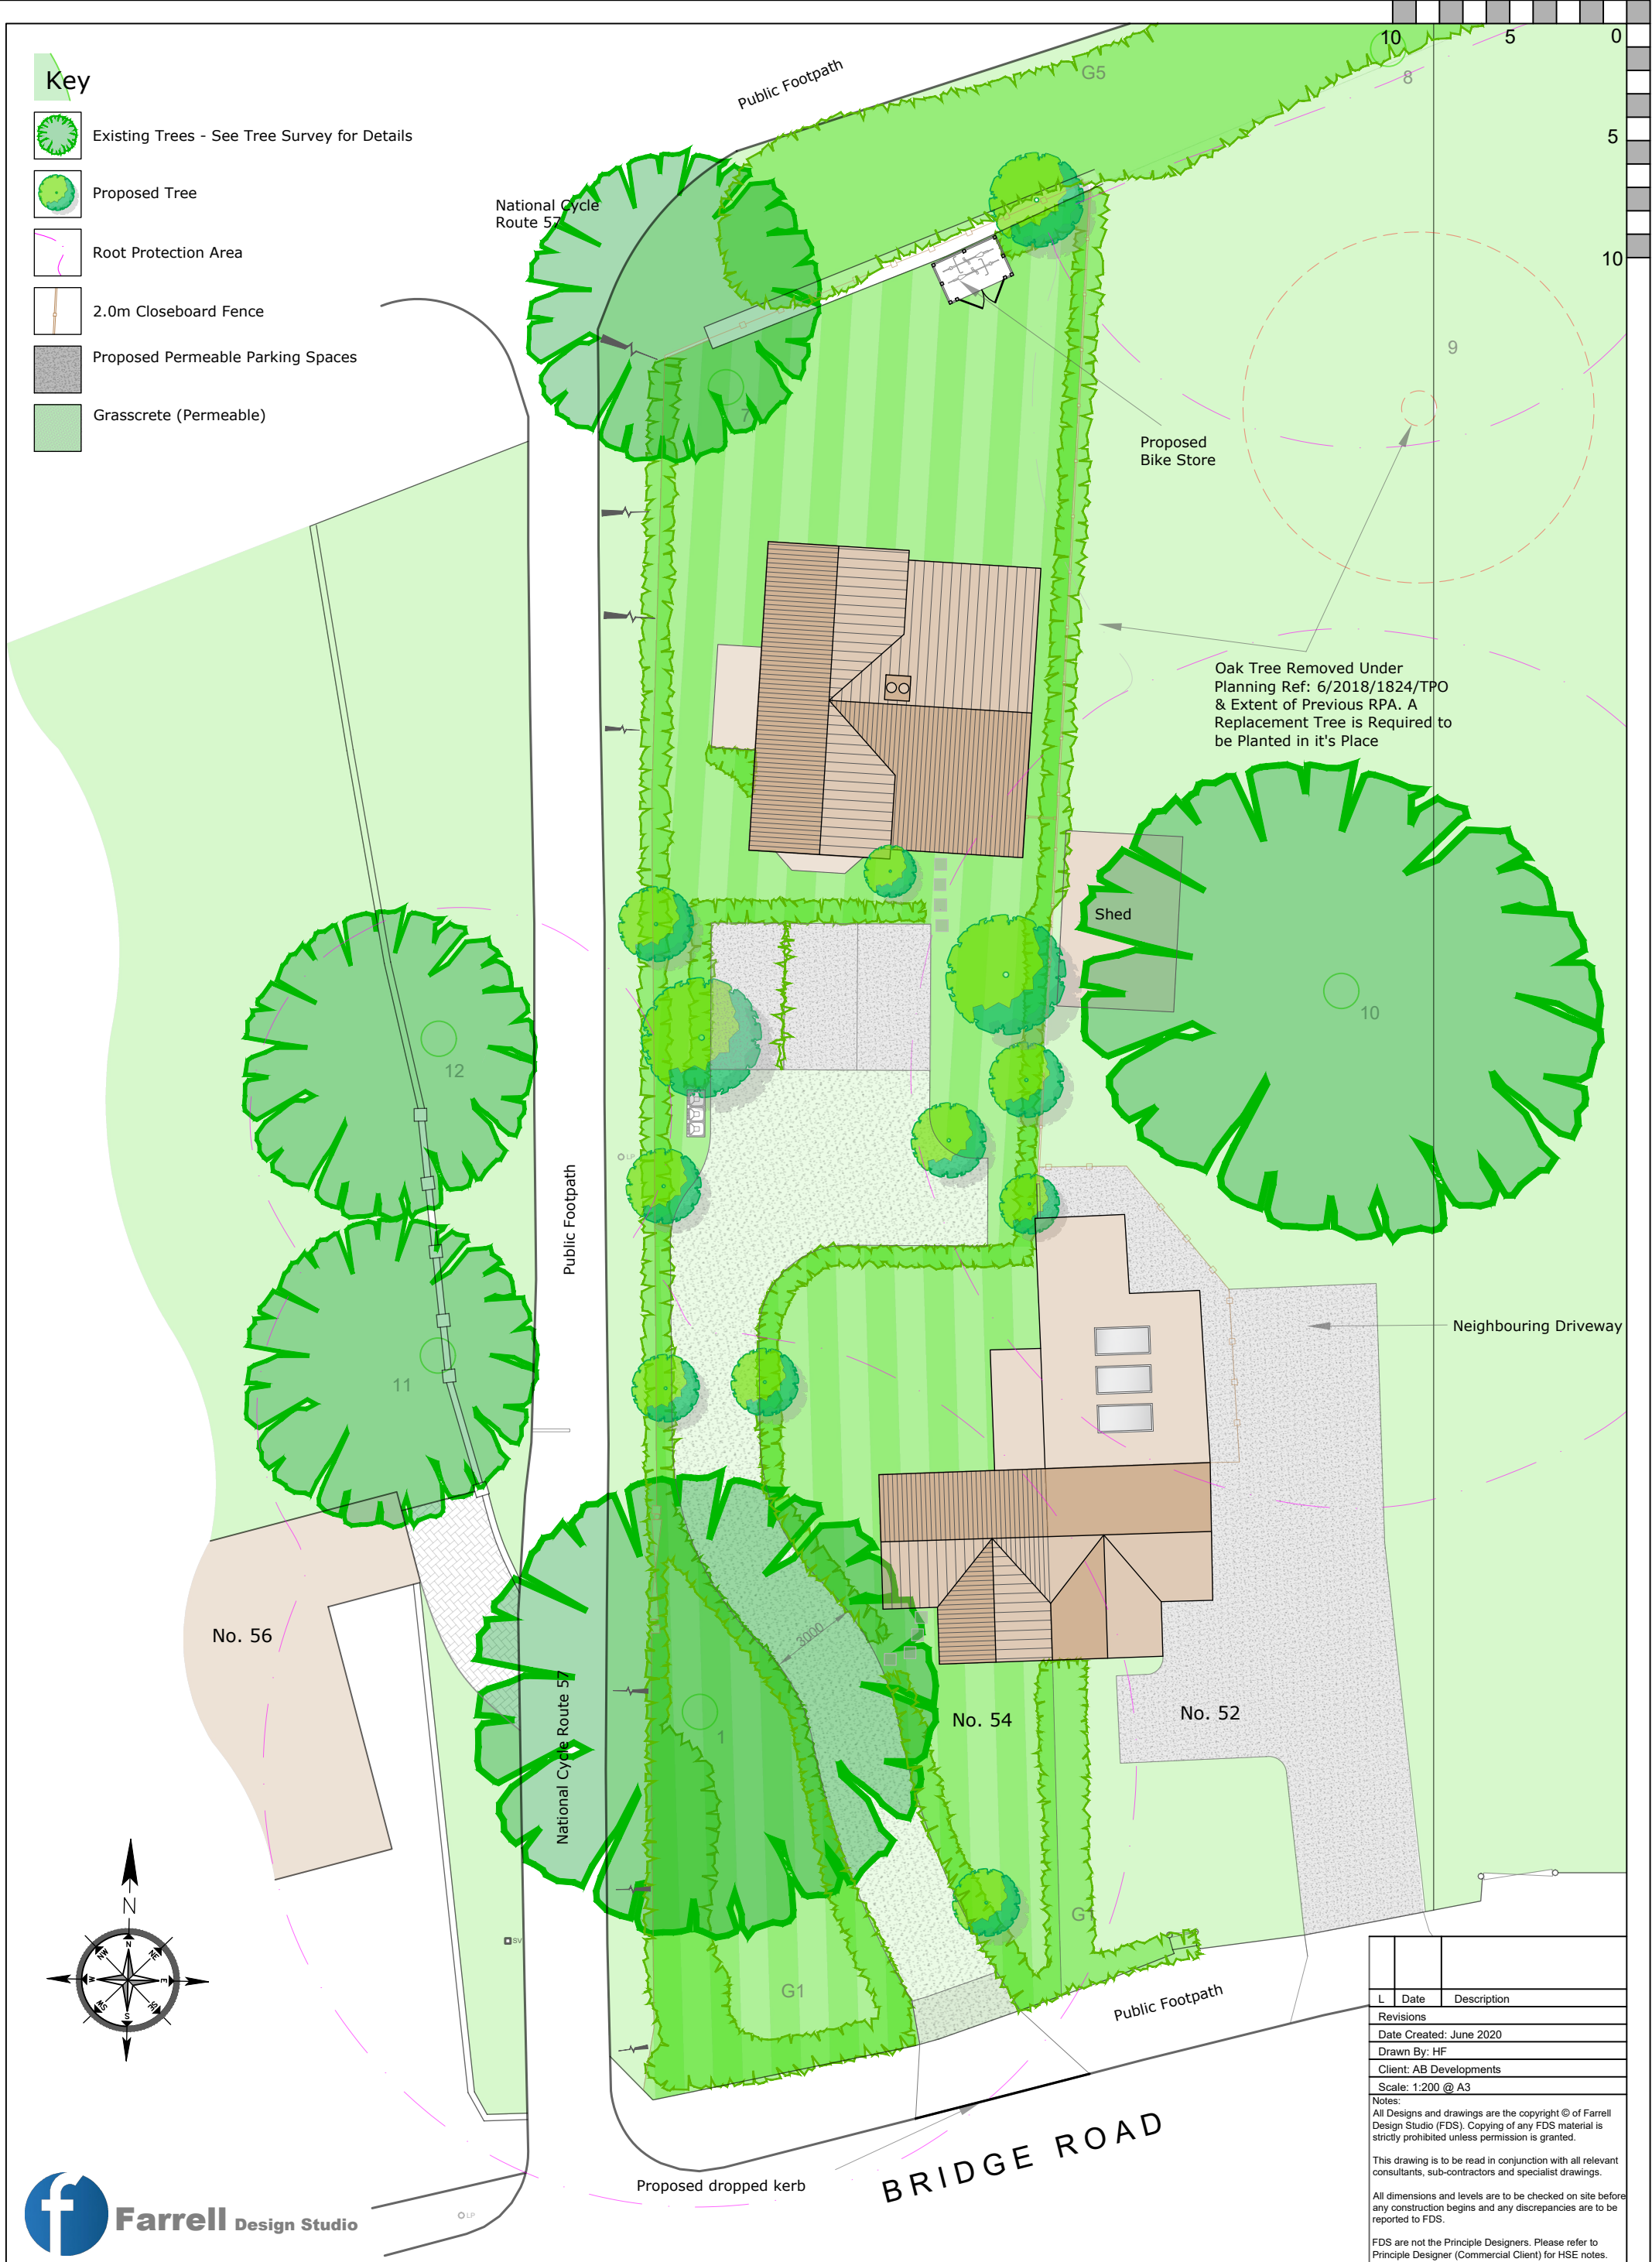 10
5
0
5
10
Key
Existing Trees - See Tree Survey for Details
Proposed Tree
Root Protection Area
2.0m Closeboard Fence
Proposed Permeable Parking Spaces
Grasscrete (Permeable)
Public Footpath
G5
8
National Cycle
Route 57
7
9
Proposed
Bike Store
Oak Tree Removed Under
Planning Ref: 6/2018/1824/TPO
& Extent of Previous RPA. A
Replacement Tree is Required to
be Planted in it's Place
Shed
10
12
LP
Public Footpath
Neighbouring Driveway
11
3000
No. 56
National Cycle Route 57
1
No. 54
No. 52
G1
SV
G1
Public Footpath
N
N
NE
E
S
W
NW
Proposed dropped kerb
BRIDGE ROAD
LP
f Farrell Design Studio
L Date Description
Revisions
Date Created: June 2020
Drawn By: HF
Client: AB Developments
Scale: 1:200 @ A3
Notes:
All Designs and drawings are the copyright © of Farrell
Design Studio (FDS). Copying of any FDS material is
strictly prohibited unless permission is granted.
This drawing is to be read in conjunction with all relevant
consultants, sub-contractors and specialist drawings.
All dimensions and levels are to be checked on site before
any construction begins and any discrepancies are to be
reported to FDS.
FDS are not the Principle Designers. Please refer to
Principle Designer (Commercial Client) for HSE notes.